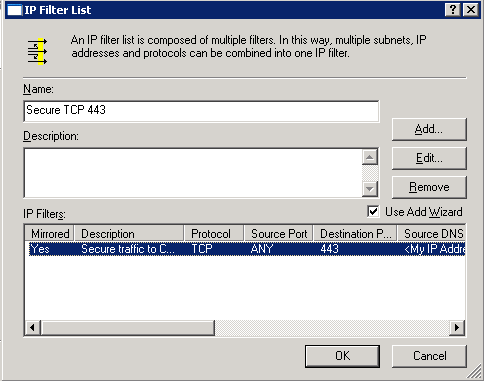 IP Filter List
An IP filter list is composed of multiple filters. In this way, multiple subnets, IP
addresses and protocols can be combined into one IP filter.
Name:
Secure TCP 443
Add...
Description:
Edit...
Remove
IP Filters:
Use Add Wizard
Mirrored Description Protocol Source Port Destination P... Source DNS
Yes Secure traffic to C... TCP ANY 443 <My IP Addre
OK Cancel